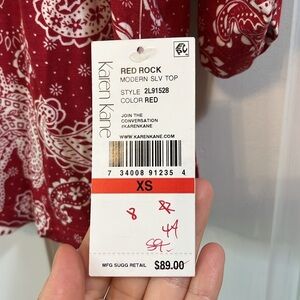 Karen Kane
RED ROCK
MODERN SLV TOP
STYLE 2L91528
COLOR RED
JOIN THE
CONVERSATION
#KARENKANE
WWW.KARENKANE.COM
7 34008 91235 4
XS
8
44
MFG SUGG RETAIL $89.00